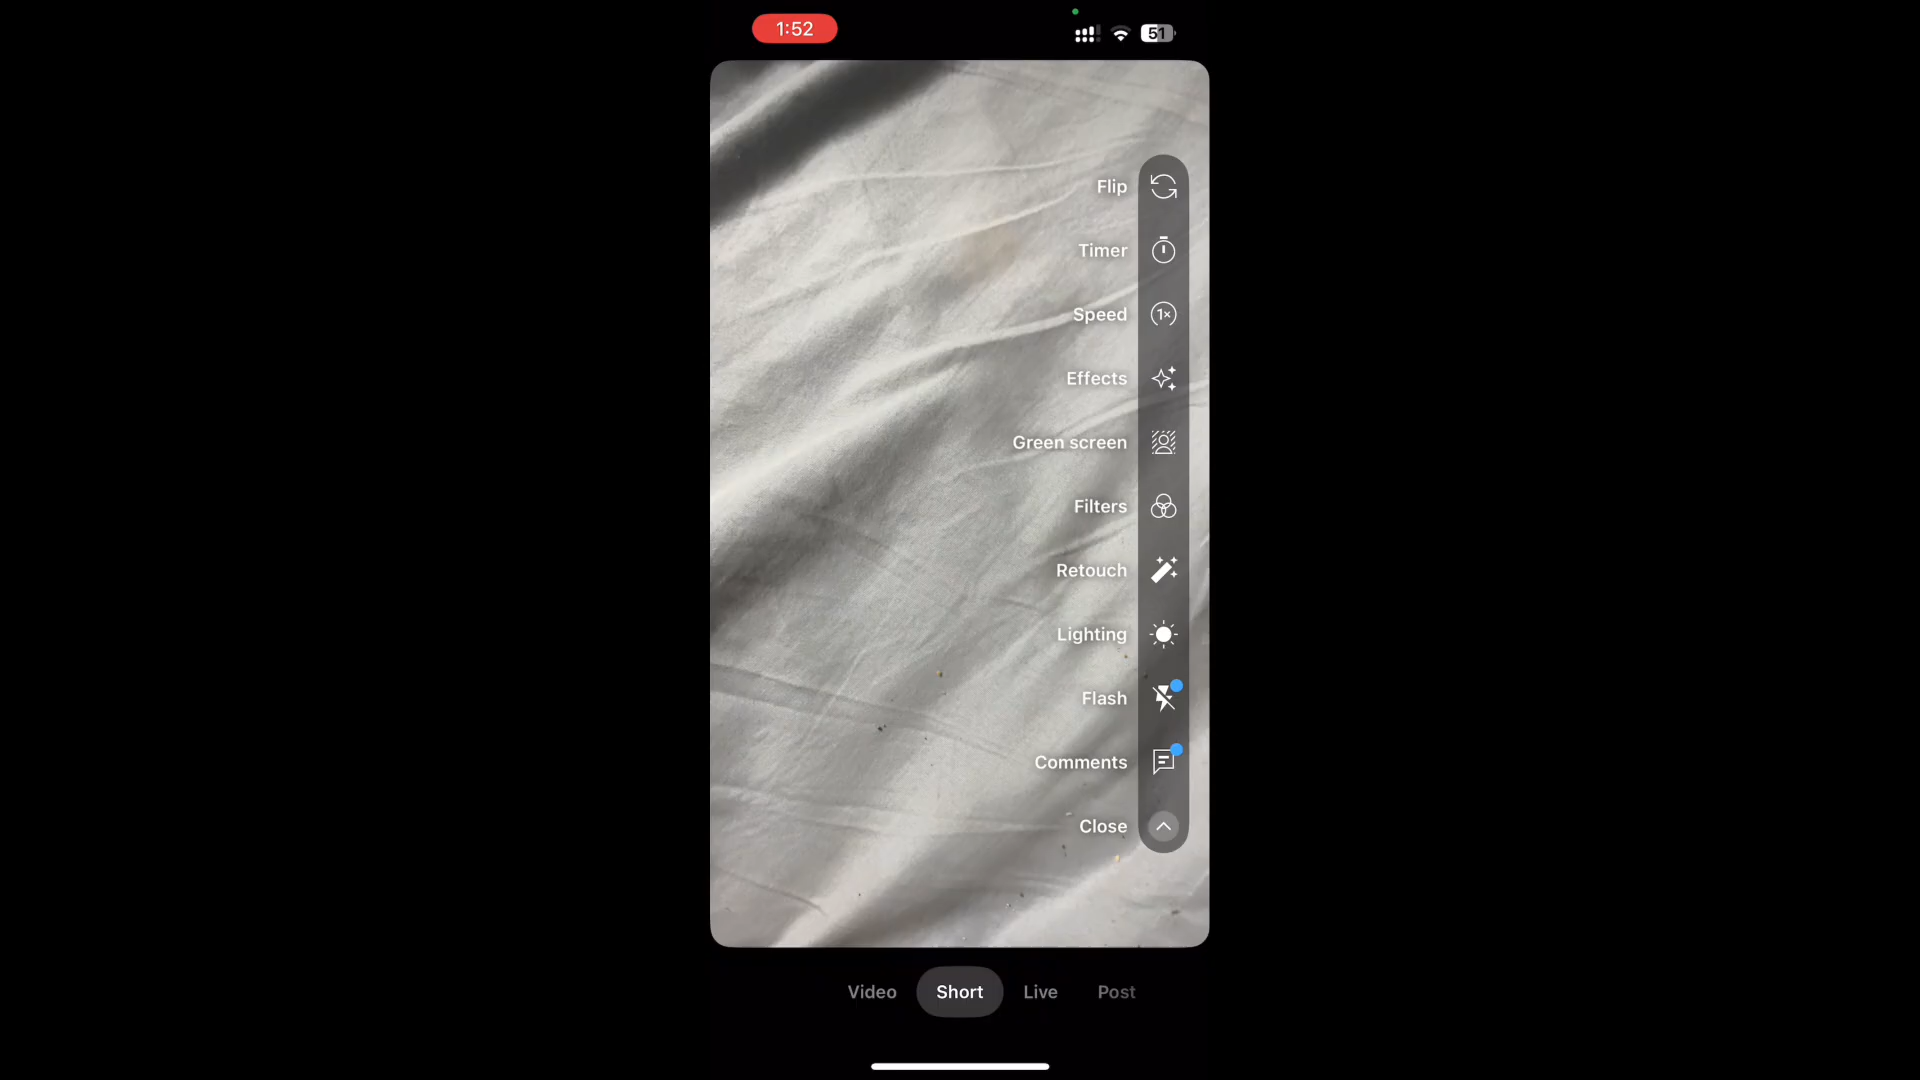 1:52
51
Flip
Timer
Speed
1×
Effects
Green screen
Filters
Retouch
Lighting
Flash
Comments
Close
Video
Short
Live
Post